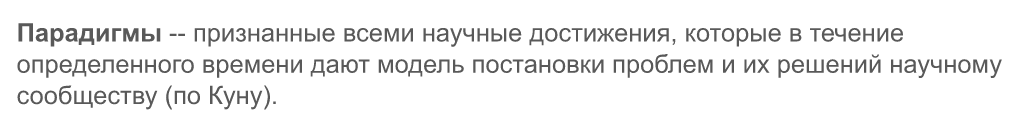 Парадигмы -- признанные всеми научные достижения, которые в течение
определенного времени дают модель постановки проблем и их решений научному
сообществу (по Куну).